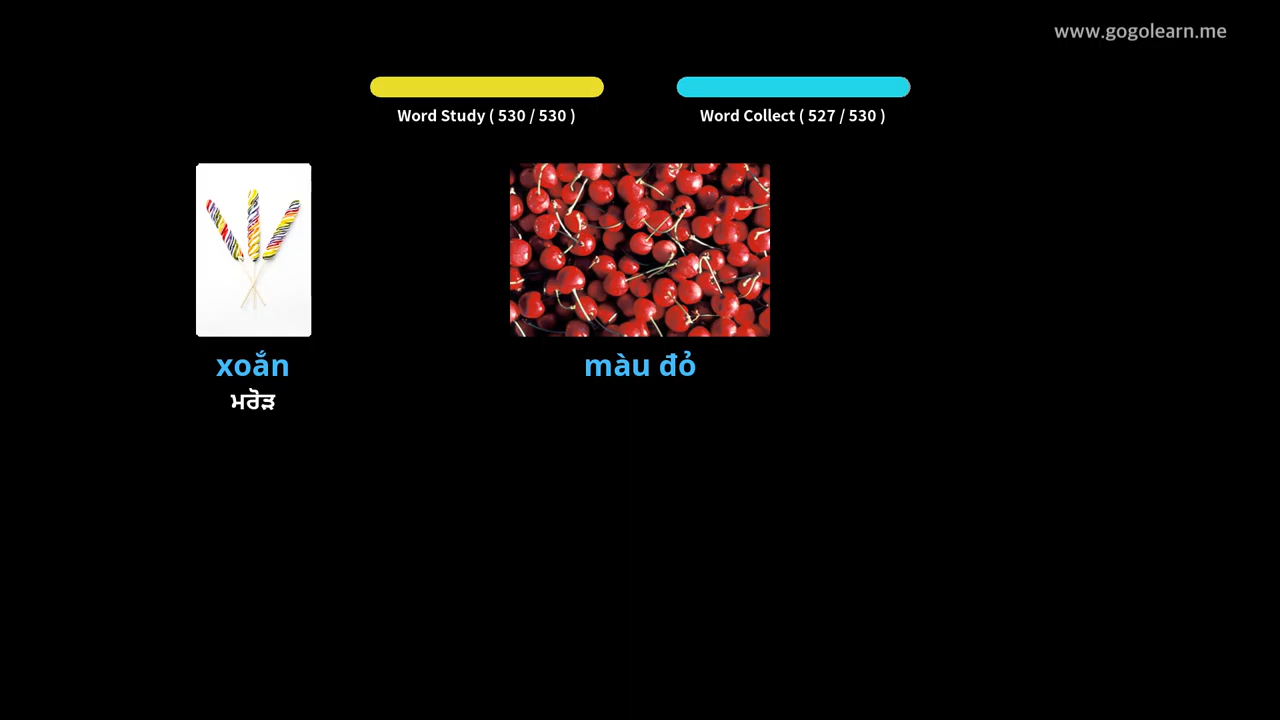 www.gogolearn.me
Word Study ( 530 / 530 )
Word Collect ( 527 / 530 )
xoắn
ਮਰੋੜ
màu đỏ